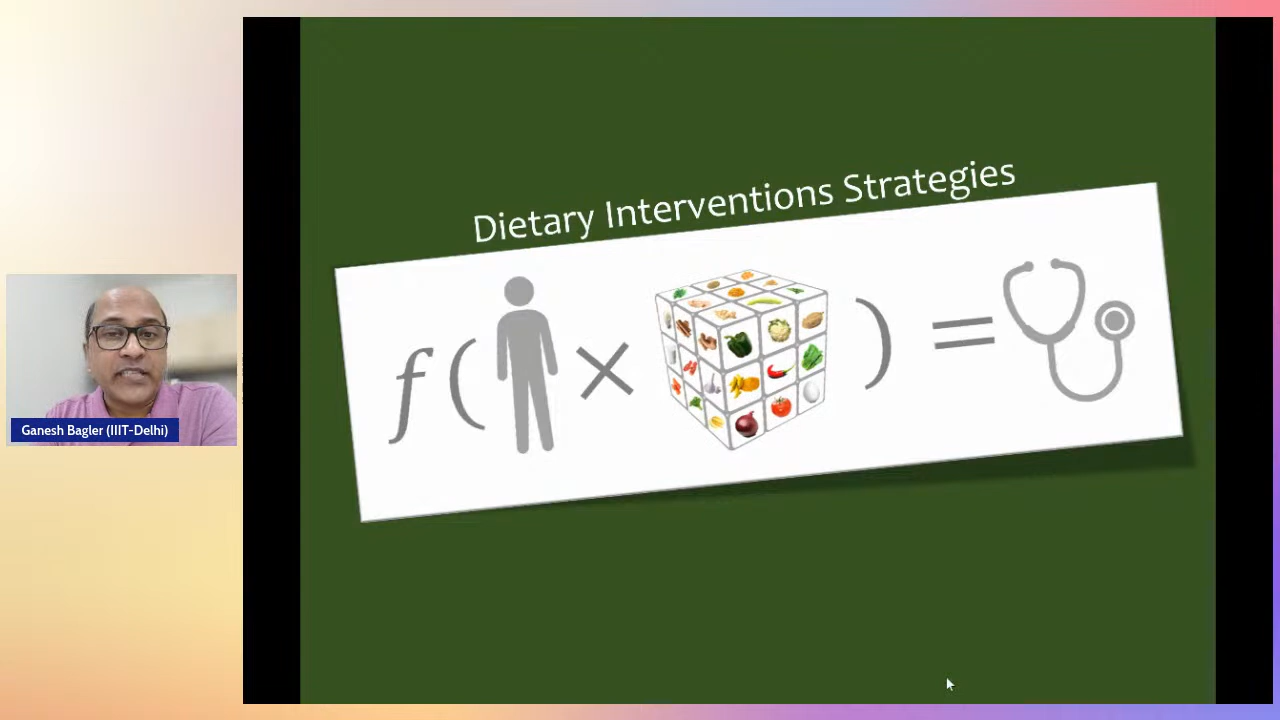 Dietary Interventions Strategies
f ( × ) =
Ganesh Bagler (IIIT-Delhi)